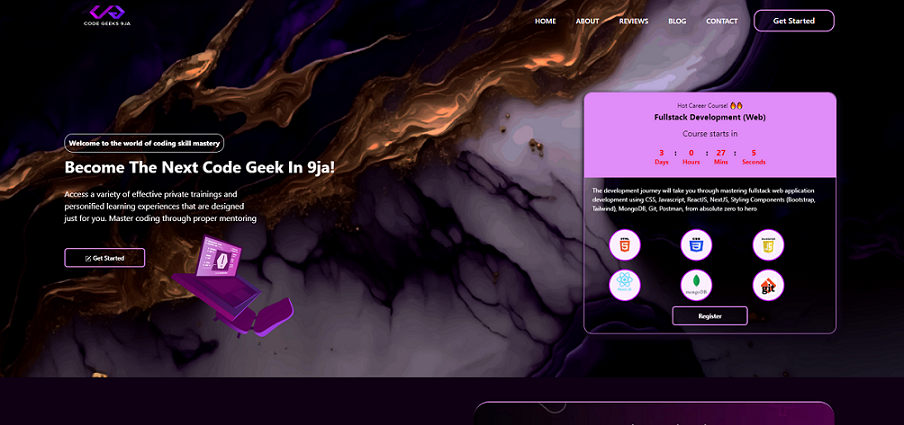 CODE GEEKS 9JA
HOME ABOUT REVIEWS BLOG CONTACT Get Started
Welcome to the world of coding skill mastery
Become The Next Code Geek In 9ja!
Access a variety of effective private trainings and
personified learning experiences that are designed
just for you. Master coding through proper mentoring
Get Started
Hot Career Course!
Fullstack Development (Web)
Course starts in
3 : 0 : 27 : 5
Days Hours Mins Seconds
The development journey will take you through mastering fullstack web application
development using CSS, Javascript, ReactJS, NextJS, Styling Components (Bootstrap,
Tailwind), MongoDB, Git, Postman, from absolute zero to hero
HTML
5
CSS
3
mongoDB
git
Register